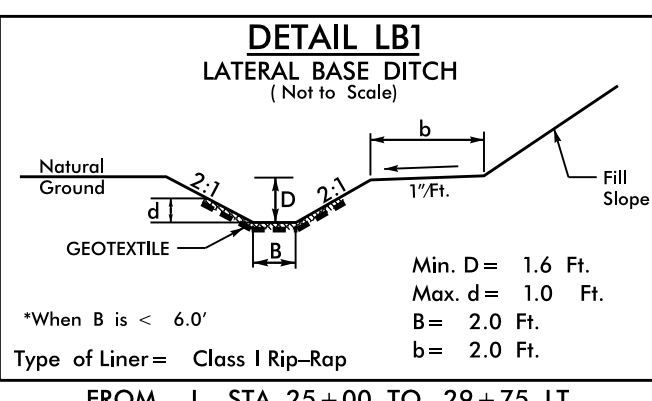 DETAIL LB1
LATERAL BASE DITCH
( Not to Scale)
b
Natural
Ground
2:1
D
2:1
1"/Ft.
Fill
Slope
d
GEOTEXTILE
B
Min. D = 1.6 Ft.
Max. d = 1.0 Ft.
*When B is < 6.0'
B = 2.0 Ft.
b = 2.0 Ft.
Type of Liner = Class I Rip-Rap